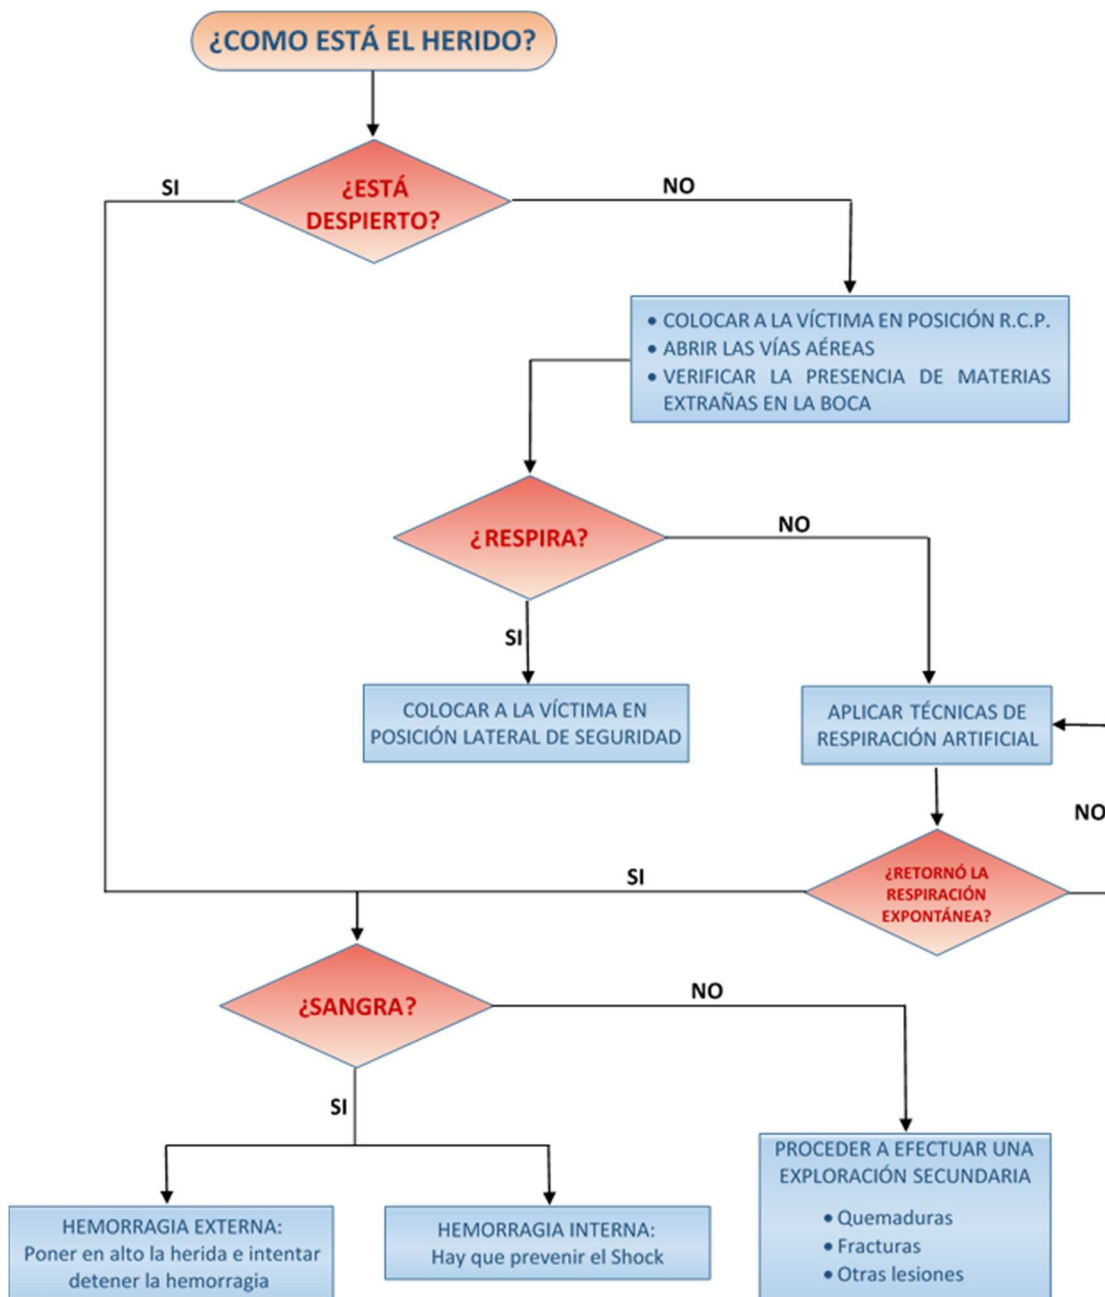 ¿COMO ESTÁ EL HERIDO?
SI
¿ESTÁ
DESPIERTO?
NO
• COLOCAR A LA VÍCTIMA EN POSICIÓN R.C.P.
• ABRIR LAS VÍAS AÉREAS
• VERIFICAR LA PRESENCIA DE MATERIAS
EXTRAÑAS EN LA BOCA
¿RESPIRA?
NO
SI
COLOCAR A LA VÍCTIMA EN
POSICIÓN LATERAL DE SEGURIDAD
APLICAR TÉCNICAS DE
RESPIRACIÓN ARTIFICIAL
NO
SI
¿RETORNÓ LA
RESPIRACIÓN
EXPONTÁNEA?
¿SANGRA?
NO
SI
HEMORRAGIA EXTERNA:
Poner en alto la herida e intentar
detener la hemorragia
HEMORRAGIA INTERNA:
Hay que prevenir el Shock
PROCEDER A EFECTUAR UNA
EXPLORACIÓN SECUNDARIA
• Quemaduras
• Fracturas
• Otras lesiones